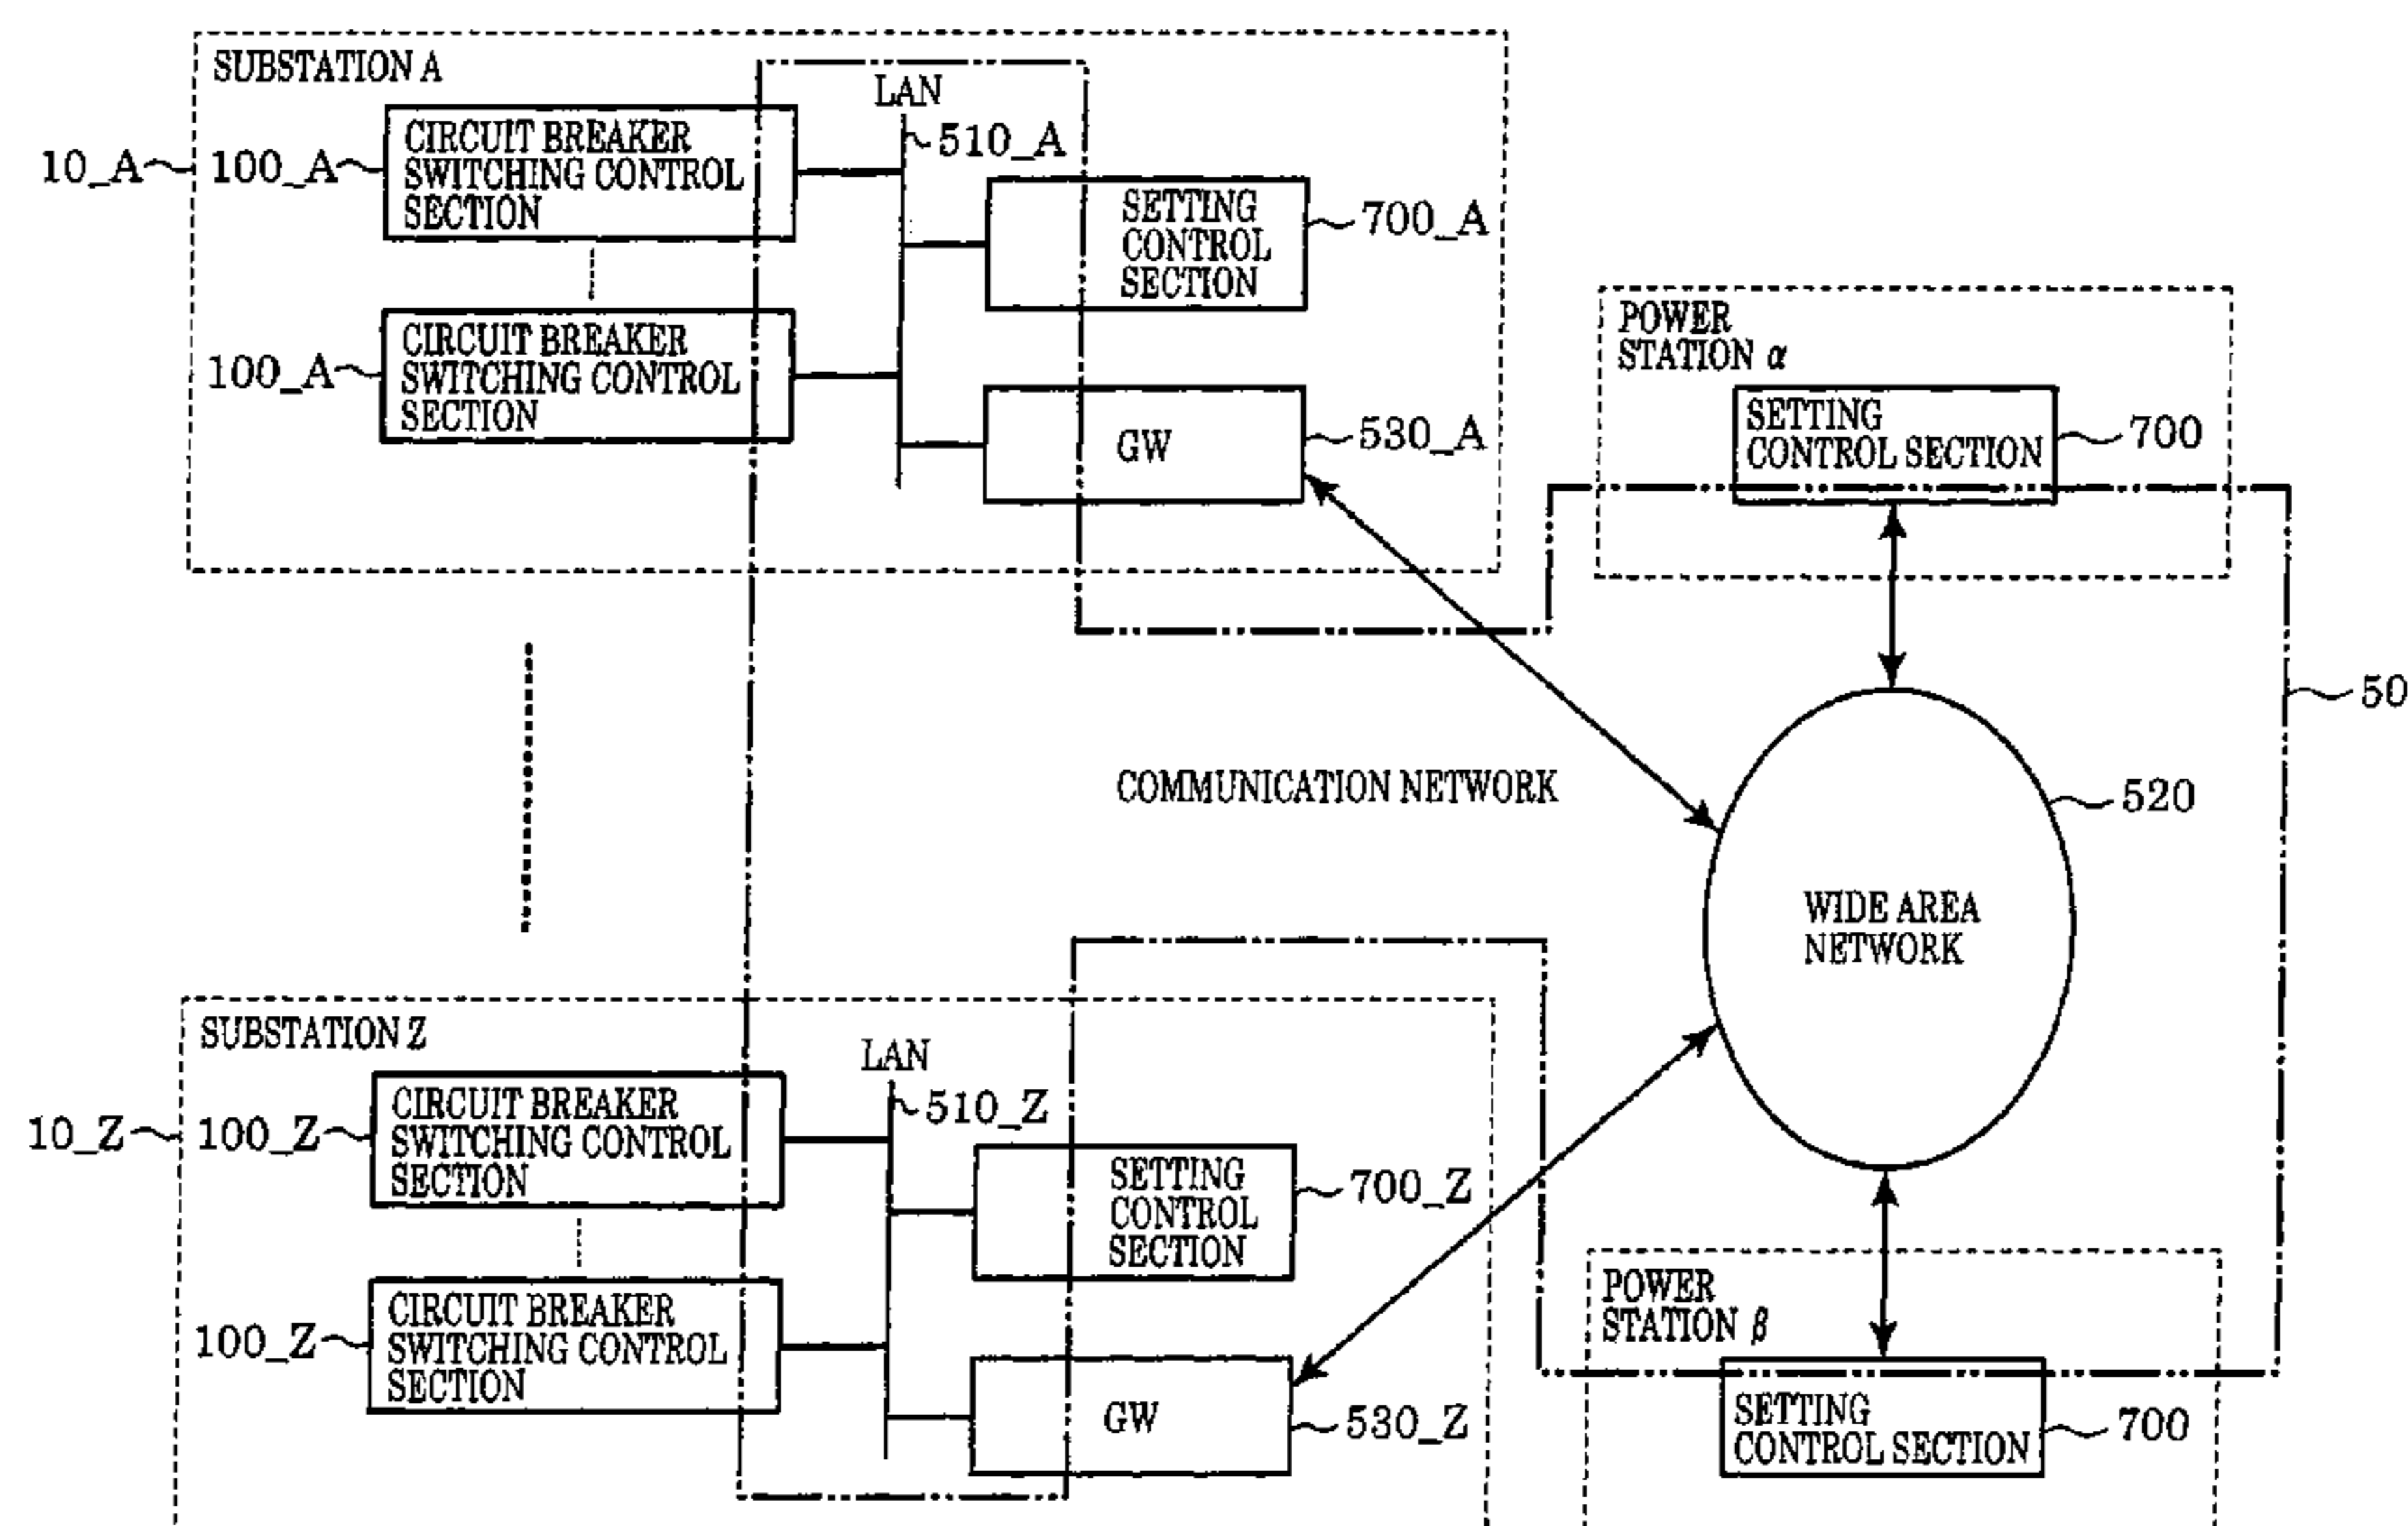 SUBSTATION A
LAN
510_A
10_A
100_A
CIRCUIT BREAKER
SWITCHING CONTROL
SECTION
SETTING
CONTROL
SECTION
700_A
100_A
CIRCUIT BREAKER
SWITCHING CONTROL
SECTION
GW
530_A
POWER
STATION α
SETTING
CONTROL SECTION
700
50
COMMUNICATION NETWORK
520
WIDE AREA
NETWORK
SUBSTATION Z
LAN
510_Z
10_Z
100_Z
CIRCUIT BREAKER
SWITCHING CONTROL
SECTION
SETTING
CONTROL
SECTION
700_Z
100_Z
CIRCUIT BREAKER
SWITCHING CONTROL
SECTION
GW
530_Z
POWER
STATION β
SETTING
CONTROL SECTION
700